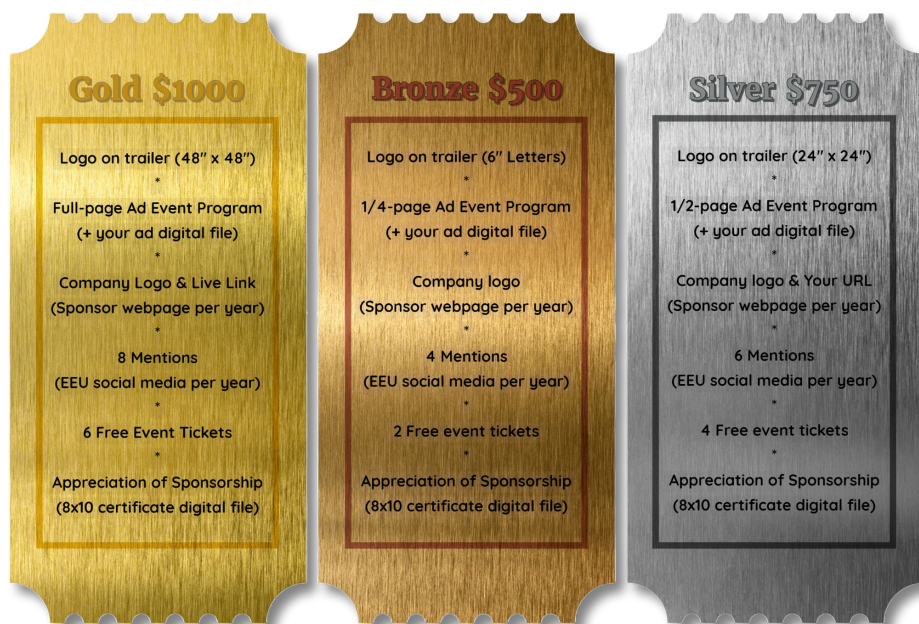 Gold $1000
Logo on trailer (48" x 48")
*
Full-page Ad Event Program
(+ your ad digital file)
*
Company Logo & Live Link
(Sponsor webpage per year)
*
8 Mentions
(EEU social media per year)
*
6 Free Event Tickets
*
Appreciation of Sponsorship
(8x10 certificate digital file)
Bronze $500
Logo on trailer (6" Letters)
*
1/4-page Ad Event Program
(+ your ad digital file)
*
Company logo
(Sponsor webpage per year)
*
4 Mentions
(EEU social media per year)
*
2 Free event tickets
*
Appreciation of Sponsorship
(8x10 certificate digital file)
Silver $750
Logo on trailer (24" x 24")
*
1/2-page Ad Event Program
(+ your ad digital file)
*
Company logo & Your URL
(Sponsor webpage per year)
*
6 Mentions
(EEU social media per year)
*
4 Free event tickets
*
Appreciation of Sponsorship
(8x10 certificate digital file)